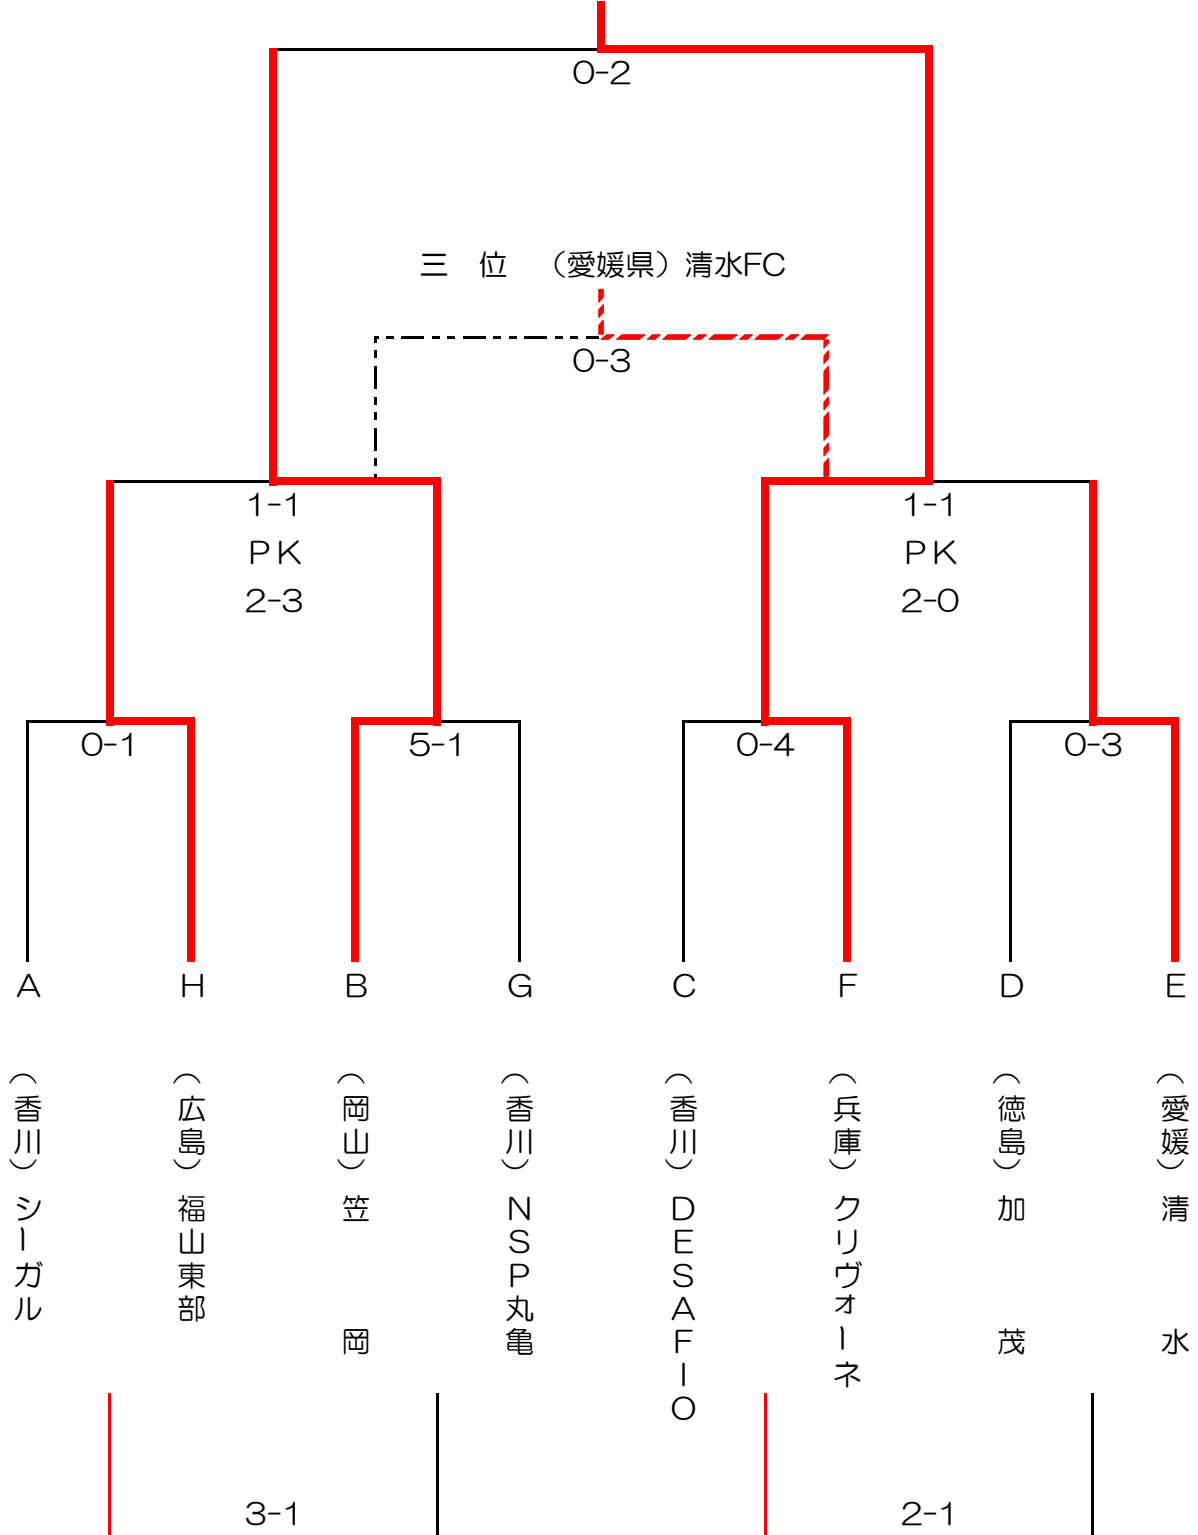 0-2
三　位　（愛媛県）清水FC
0-3
1-1
PK
2-3
1-1
PK
2-0
0-1
5-1
0-4
0-3
A
H
B
G
C
F
D
E
（香川）シーガル
（広島）福山東部
（岡山）笠　岡
（香川）NSP丸亀
（香川）DESAFIO
（兵庫）クリヴォーネ
（徳島）加　茂
（愛媛）清　水
3-1
2-1